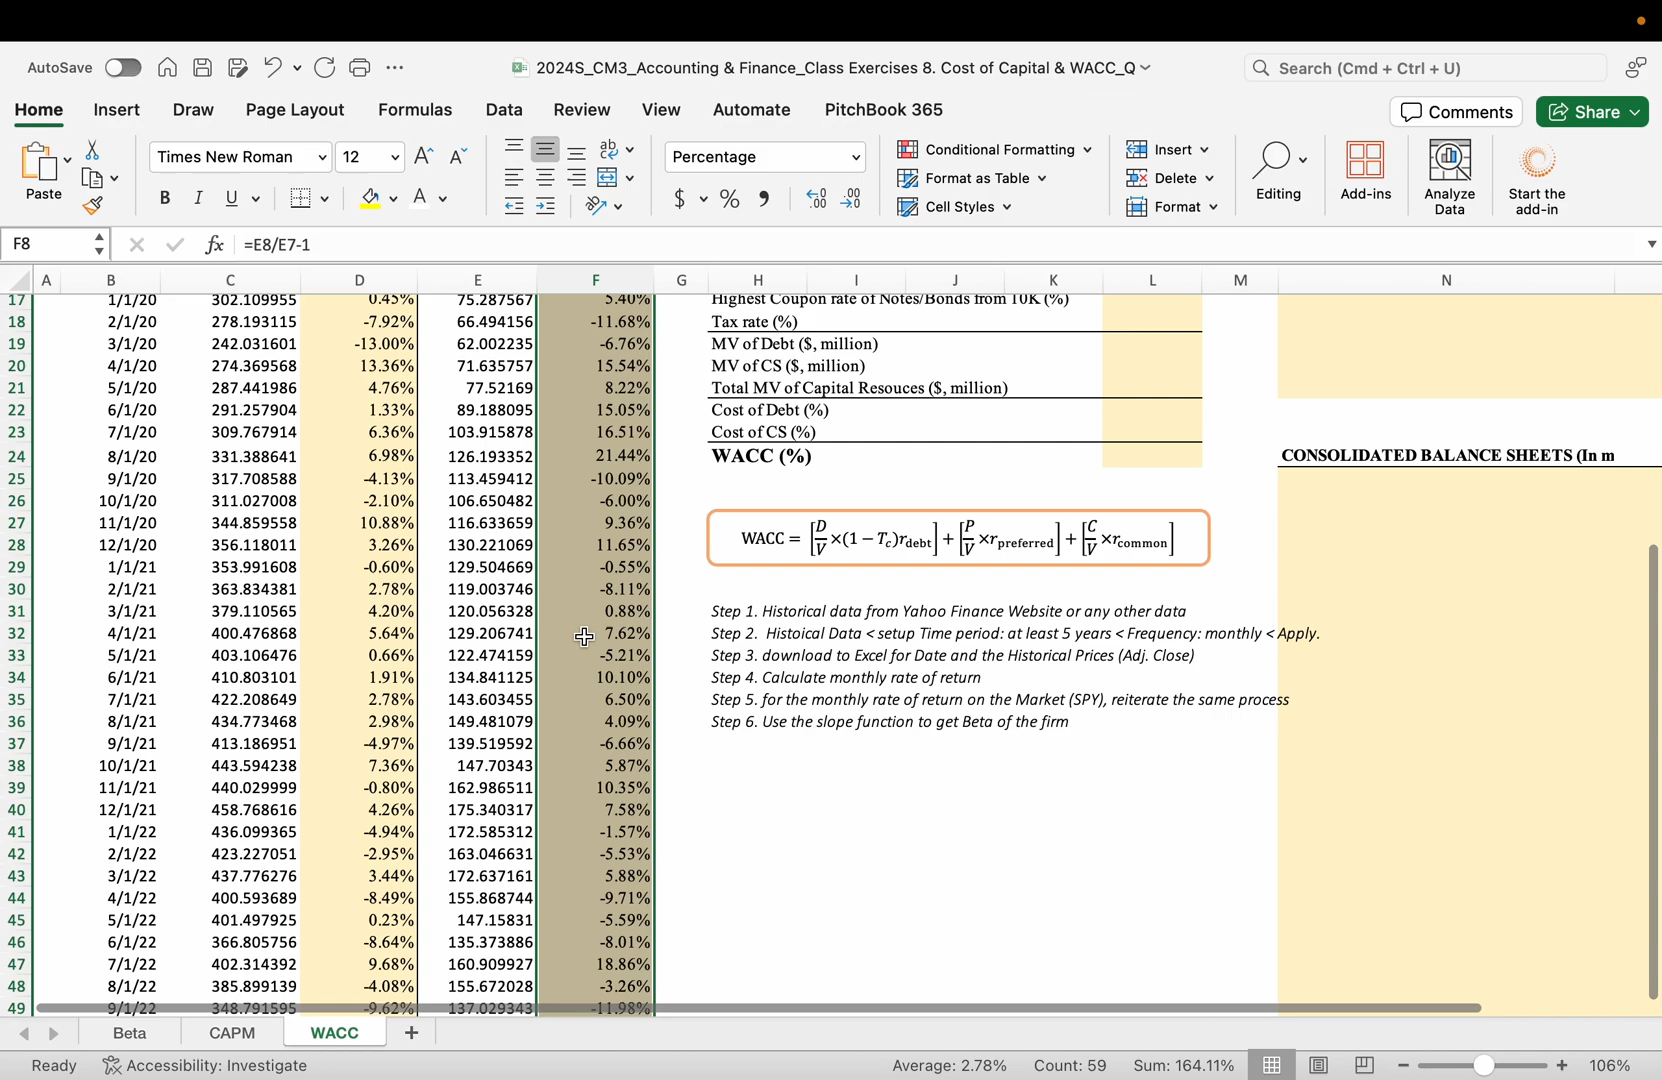 AutoSave
2024S_CM3_Accounting & Finance_Class Exercises 8. Cost of Capital & WACC_Q
Search (Cmd + Ctrl + U)
Home Insert Draw Page Layout Formulas Data Review View Automate PitchBook 365 Comments Share
Paste
Times New Roman 12
Percentage
Conditional Formatting
Format as Table
Cell Styles
Insert
Delete
Format
Editing
Add-ins
Analyze Data
Start the add-in
F8 fx =E8/E7-1
A B C D E F G H I J K L M N
17 1/1/20 302.109955 0.45% 75.287567 5.40% Highest Coupon rate of Notes/Bonds from 10K (%)
18 2/1/20 278.193115 -7.92% 66.494156 -11.68% Tax rate (%)
19 3/1/20 242.031601 -13.00% 62.002235 -6.76% MV of Debt ($, million)
20 4/1/20 274.369568 13.36% 71.635757 15.54% MV of CS ($, million)
21 5/1/20 287.441986 4.76% 77.52169 8.22% Total MV of Capital Resouces ($, million)
22 6/1/20 291.257904 1.33% 89.188095 15.05% Cost of Debt (%)
23 7/1/20 309.767914 6.36% 103.915878 16.51% Cost of CS (%)
24 8/1/20 331.388641 6.98% 126.193352 21.44% WACC (%) CONSOLIDATED BALANCE SHEETS (In m
25 9/1/20 317.708588 -4.13% 113.459412 -10.09%
26 10/1/20 311.027008 -2.10% 106.650482 -6.00%
27 11/1/20 344.859558 10.88% 116.633659 9.36%
28 12/1/20 356.118011 3.26% 130.221069 11.65%
WACC = [D/V ×(1 − Tc)rdebt] + [P/V ×rpreferred] + [C/V ×rcommon]
29 1/1/21 353.991608 -0.60% 129.504669 -0.55%
30 2/1/21 363.834381 2.78% 119.003746 -8.11%
31 3/1/21 379.110565 4.20% 120.056328 0.88% Step 1. Historical data from Yahoo Finance Website or any other data
32 4/1/21 400.476868 5.64% 129.206741 7.62% Step 2. Histoical Data < setup Time period: at least 5 years < Frequency: monthly < Apply.
33 5/1/21 403.106476 0.66% 122.474159 -5.21% Step 3. download to Excel for Date and the Historical Prices (Adj. Close)
34 6/1/21 410.803101 1.91% 134.841125 10.10% Step 4. Calculate monthly rate of return
35 7/1/21 422.208649 2.78% 143.603455 6.50% Step 5. for the monthly rate of return on the Market (SPY), reiterate the same process
36 8/1/21 434.773468 2.98% 149.481079 4.09% Step 6. Use the slope function to get Beta of the firm
37 9/1/21 413.186951 -4.97% 139.519592 -6.66%
38 10/1/21 443.594238 7.36% 147.70343 5.87%
39 11/1/21 440.029999 -0.80% 162.986511 10.35%
40 12/1/21 458.768616 4.26% 175.340317 7.58%
41 1/1/22 436.099365 -4.94% 172.585312 -1.57%
42 2/1/22 423.227051 -2.95% 163.046631 -5.53%
43 3/1/22 437.776276 3.44% 172.637161 5.88%
44 4/1/22 400.593689 -8.49% 155.868744 -9.71%
45 5/1/22 401.497925 0.23% 147.15831 -5.59%
46 6/1/22 366.805756 -8.64% 135.373886 -8.01%
47 7/1/22 402.314392 9.68% 160.909927 18.86%
48 8/1/22 385.899139 -4.08% 155.672028 -3.26%
49 9/1/22 348.791595 -9.62% 137.029343 -11.98%
Beta CAPM WACC
Ready Accessibility: Investigate Average: 2.78% Count: 59 Sum: 164.11% 106%